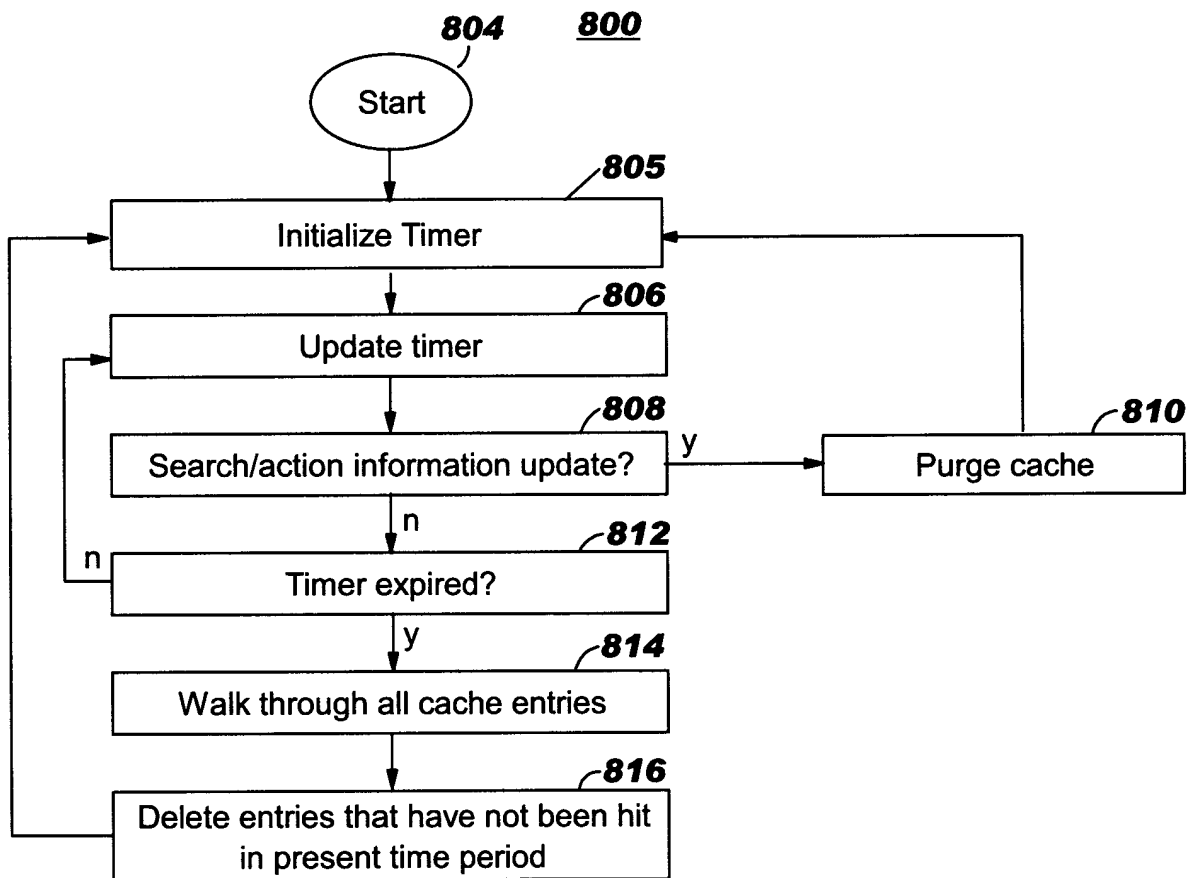 804
800
Start
805
Initialize Timer
806
Update timer
808
Search/action information update?
y
810
Purge cache
n
812
n
Timer expired?
y
814
Walk through all cache entries
816
Delete entries that have not been hit
in present time period